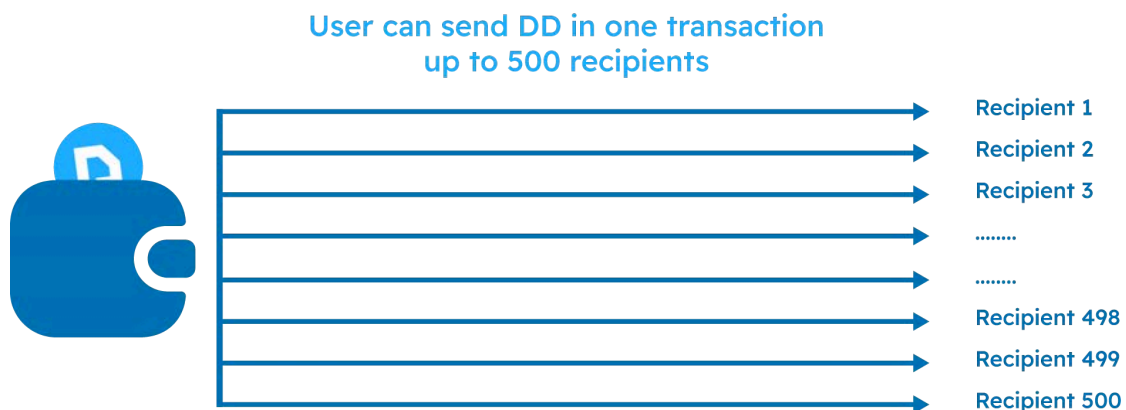 User can send DD in one transaction
up to 500 recipients
Recipient 1
Recipient 2
Recipient 3
........
........
Recipient 498
Recipient 499
Recipient 500